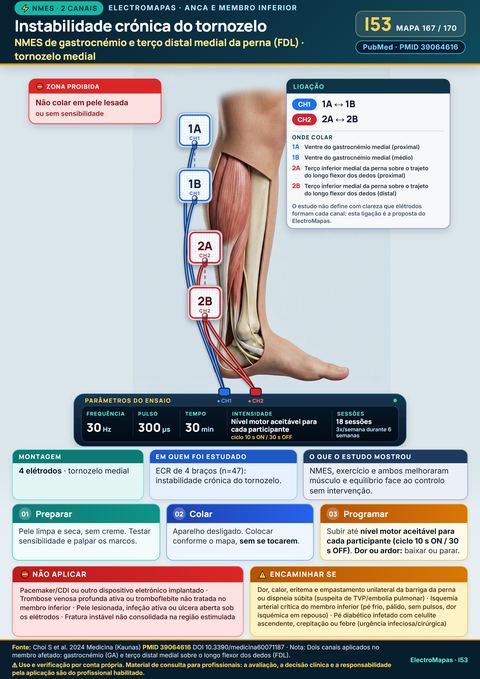 ⚡ NMES · 2 CANAIS ELECTROMAPAS · ANCA E MEMBRO INFERIOR
Instabilidade crónica do tornozelo
NMES de gastrocnémio e terço distal medial da perna (FDL) ·
tornozelo medial
I53 MAPA 167 / 170
PubMed · PMID 39064616
⛔ ZONA PROIBIDA
Não colar em pele lesada
ou sem sensibilidade
LIGAÇÃO
CH1 1A ↔ 1B
CH2 2A ↔ 2B
ONDE COLAR
1A Ventre do gastrocnémio medial (proximal)
1B Ventre do gastrocnémio medial (médio)
2A Terço inferior medial da perna sobre o trajeto
do longo flexor dos dedos (proximal)
2B Terço inferior medial da perna sobre o trajeto
do longo flexor dos dedos (distal)
O estudo não define com clareza que elétrodos
formam cada canal; esta ligação é a proposta do
ElectroMapas.
1A
CH1
1B
CH1
2A
CH2
2B
CH2
PARÂMETROS DO ENSAIO
CH1
CH2
FREQUÊNCIA
30 Hz
PULSO
300 µs
TEMPO
30 min
INTENSIDADE
Nível motor aceitável para
cada participante
ciclo 10 s ON / 30 s OFF
SESSÕES
18 sessões
3x/semana durante 6
semanas
MONTAGEM
4 elétrodos · tornozelo medial
EM QUEM FOI ESTUDADO
ECR de 4 braços (n=47):
instabilidade crónica do tornozelo.
O QUE O ESTUDO MOSTROU
NMES, exercício e ambos melhoraram
músculo e equilíbrio face ao controlo
sem intervenção.
01 Preparar
Pele limpa e seca, sem creme. Testar
sensibilidade e palpar os marcos.
02 Colar
Aparelho desligado. Colocar
conforme o mapa, sem se tocarem.
03 Programar
Subir até nível motor aceitável para
cada participante (ciclo 10 s ON / 30
s OFF). Dor ou ardor: baixar ou parar.
⛔ NÃO APLICAR
Pacemaker/CDI ou outro dispositivo eletrónico implantado ·
Trombose venosa profunda ativa ou tromboflebite não tratada no
membro inferior · Pele lesionada, infeção ativa ou úlcera aberta sob
os elétrodos · Fratura instável não consolidada na região estimulada
⚠ ENCAMINHAR SE
Dor, calor, eritema e empastamento unilateral da barriga da perna
ou dispneia súbita (suspeita de TVP/embolia pulmonar) · Isquemia
arterial crítica do membro inferior (pé frio, pálido, sem pulsos, dor
isquémica em repouso) · Pé diabético infetado com celulite
ascendente, crepitação ou febre (urgência infeciosa/cirúrgica)
Fonte: Choi S et al. 2024 Medicina (Kaunas) PMID 39064616 DOI 10.3390/medicina60071187 · Nota: Dois canais aplicados no
membro afetado: gastrocnémio (GA) e terço distal medial sobre o longo flexor dos dedos (FDL).
⚠ Uso e verificação por conta própria. Material de consulta para profissionais: a avaliação, a decisão clínica e a responsabilidade
pela aplicação são do profissional habilitado.
ElectroMapas · I53